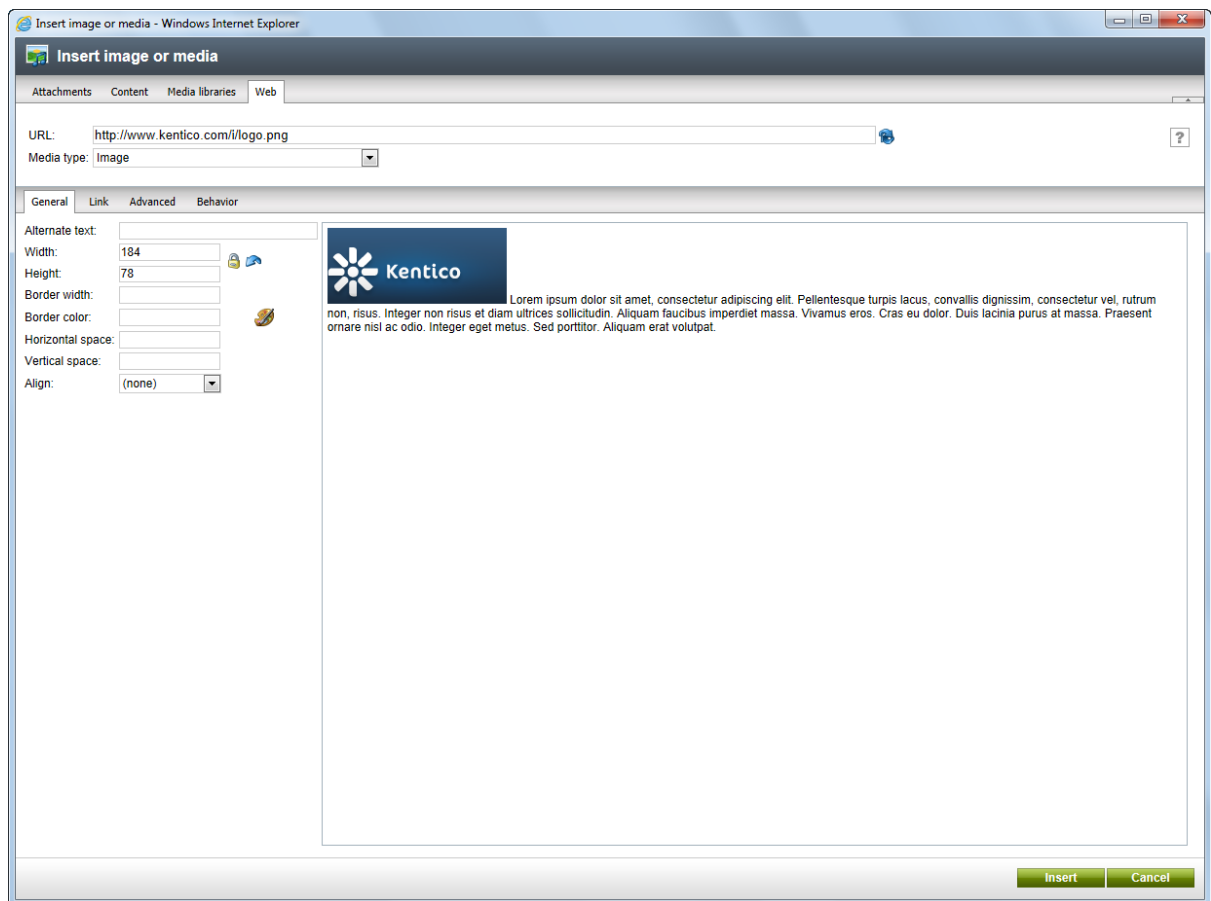 Insert image or media - Windows Internet Explorer
Insert image or media
Attachments Content Media libraries Web
URL: http://www.kentico.com/i/logo.png
?
Media type: Image
General Link Advanced Behavior
Alternate text:
Width: 184
Height: 78
Border width:
Border color:
Horizontal space:
Vertical space:
Align: (none)
Kentico
Lorem ipsum dolor sit amet, consectetur adipiscing elit. Pellentesque turpis lacus, convallis dignissim, consectetur vel, rutrum
non, risus. Integer non risus et diam ultrices sollicitudin. Aliquam faucibus imperdiet massa. Vivamus eros. Cras eu dolor. Duis lacinia purus at massa. Praesent
ornare nisl ac odio. Integer eget metus. Sed porttitor. Aliquam erat volutpat.
Insert Cancel